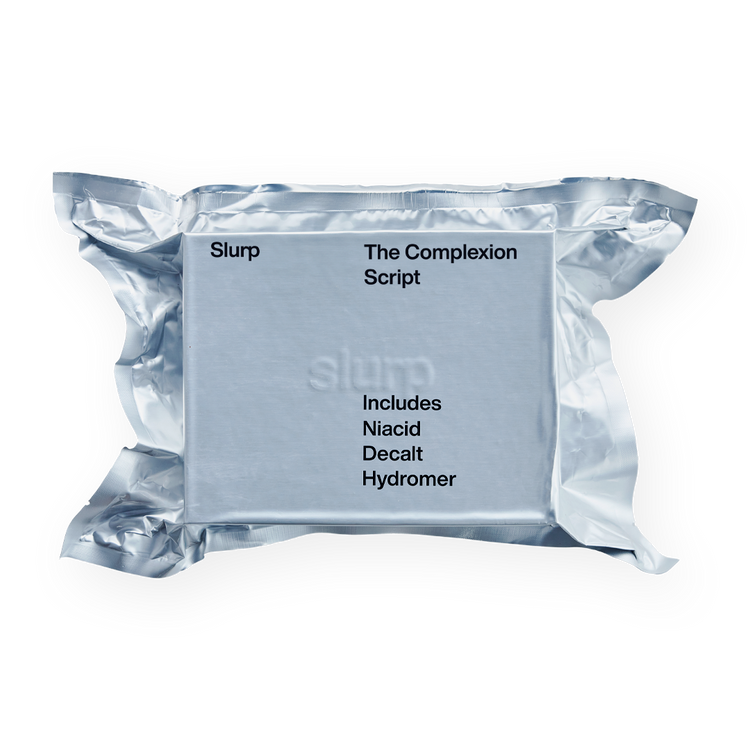 Slurp
The Complexion
Script
slurp
Includes
Niacid
Decalt
Hydromer